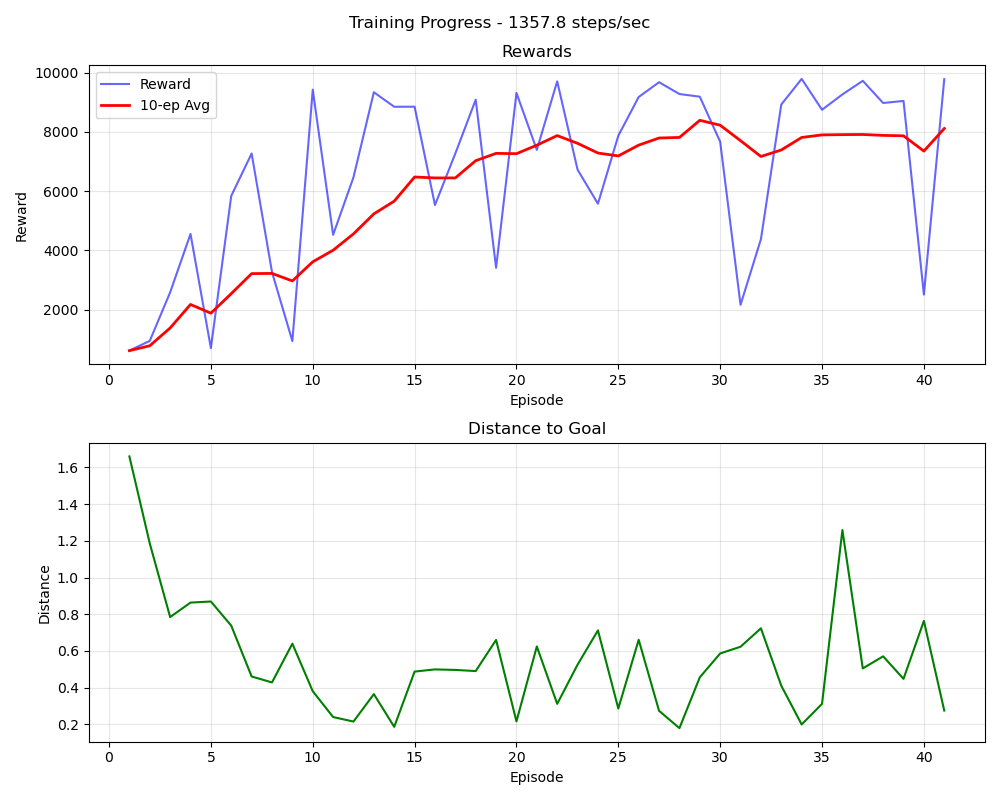 Training Progress - 1357.8 steps/sec
Rewards
Reward
10-ep Avg
10000
8000
6000
4000
2000
Reward
0 5 10 15 20 25 30 35 40
Episode
Distance to Goal
1.6
1.4
1.2
1.0
0.8
0.6
0.4
0.2
Distance
0 5 10 15 20 25 30 35 40
Episode